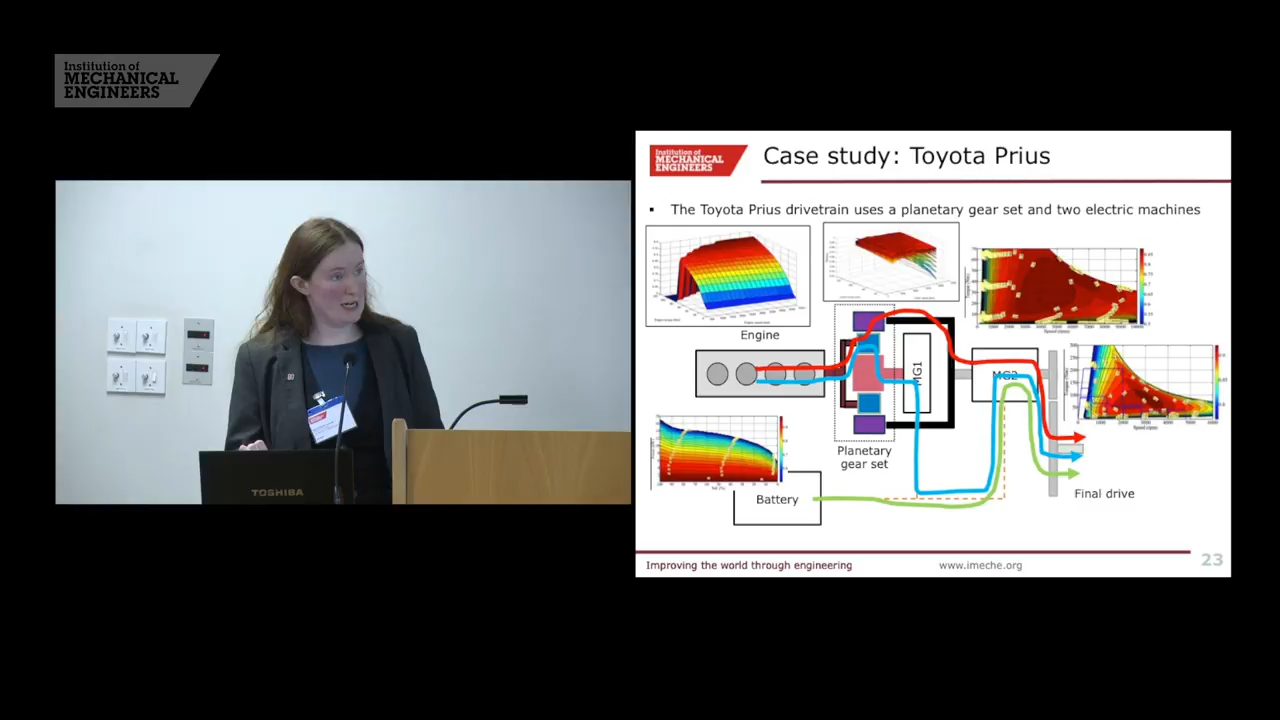 Institution of
MECHANICAL
ENGINEERS
TOSHIBA
Institution of
MECHANICAL
ENGINEERS
Case study: Toyota Prius
▪ The Toyota Prius drivetrain uses a planetary gear set and two electric machines
Engine
MG1
MG2
Planetary
gear set
Battery
Final drive
Improving the world through engineering
www.imeche.org
23